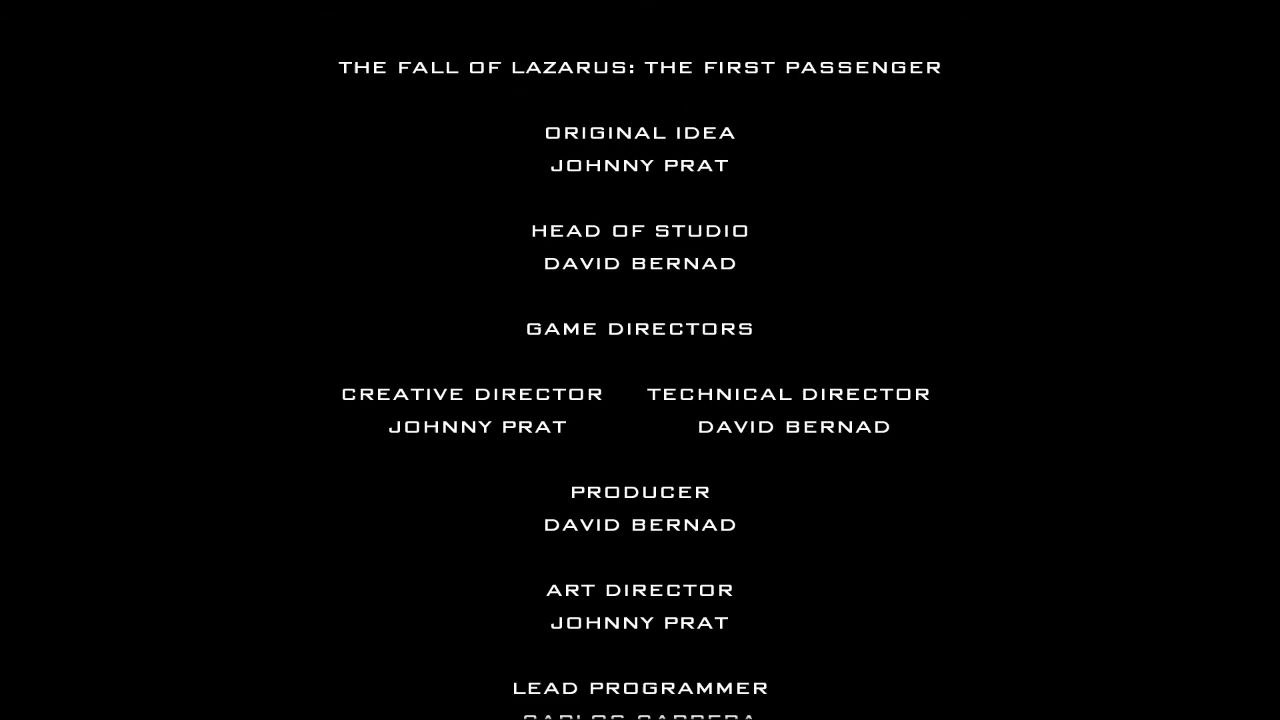 THE FALL OF LAZARUS: THE FIRST PASSENGER
ORIGINAL IDEA
JOHNNY PRAT
HEAD OF STUDIO
DAVID BERNAD
GAME DIRECTORS
CREATIVE DIRECTOR TECHNICAL DIRECTOR
JOHNNY PRAT DAVID BERNAD
PRODUCER
DAVID BERNAD
ART DIRECTOR
JOHNNY PRAT
LEAD PROGRAMMER